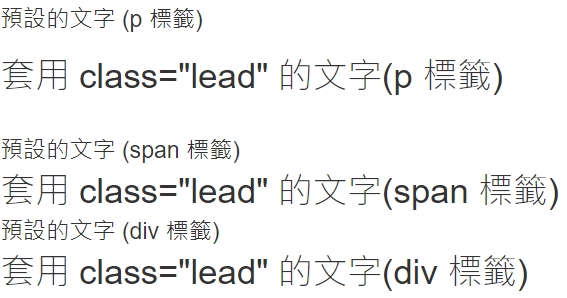 預設的文字 (p 標籤)
套用 class="lead" 的文字(p 標籤)
預設的文字 (span 標籤)
套用 class="lead" 的文字(span 標籤)
預設的文字 (div 標籤)
套用 class="lead" 的文字(div 標籤)